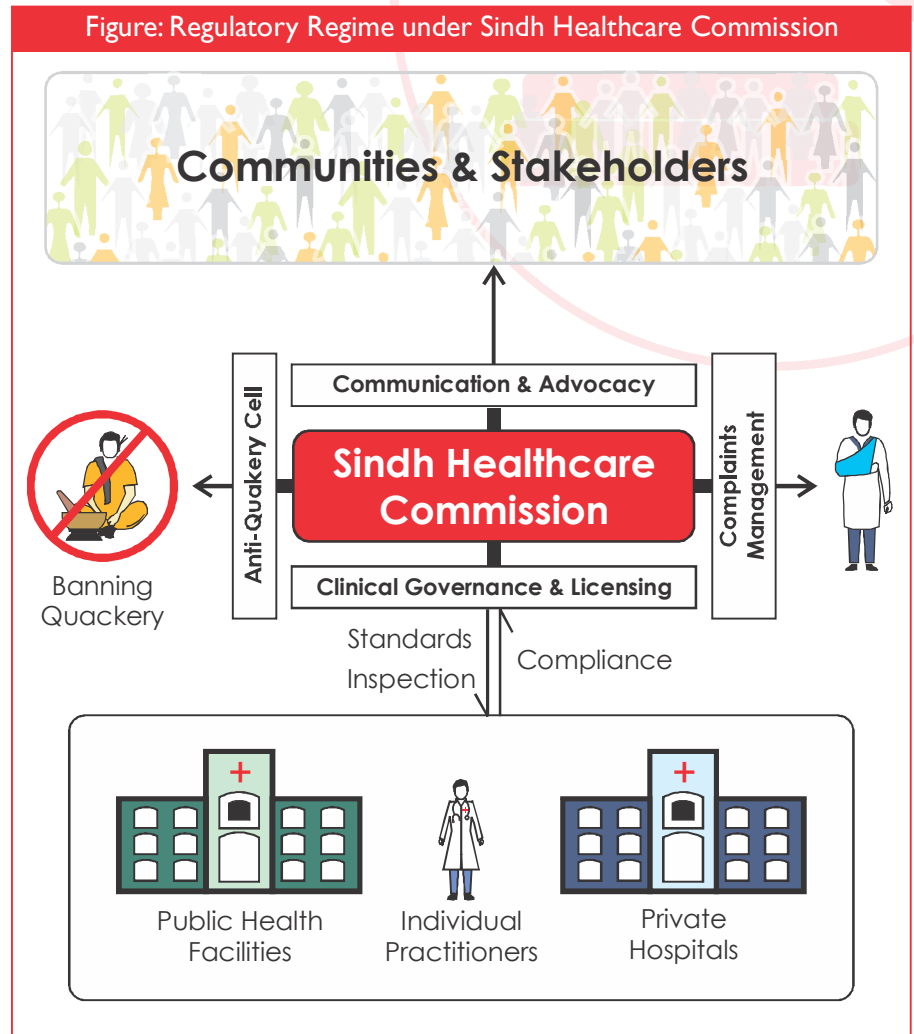 Figure: Regulatory Regime under Sindh Healthcare Commission
Communities & Stakeholders
Communication & Advocacy
Anti-Quakery Cell
Sindh Healthcare
Commission
Complaints
Management
Banning
Quackery
Clinical Governance & Licensing
Standards
Inspection
Compliance
Public Health
Facilities
Individual
Practitioners
Private
Hospitals